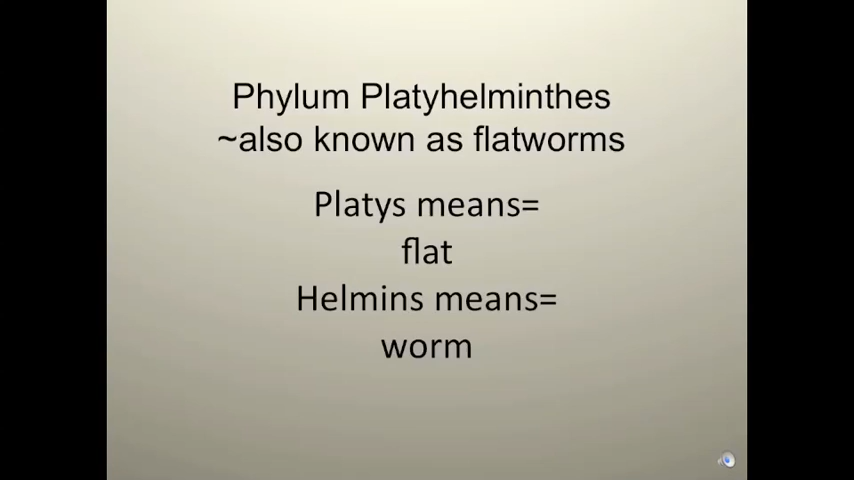 Phylum Platyhelminthes
~also known as flatworms
Platys means=
flat
Helmins means=
worm